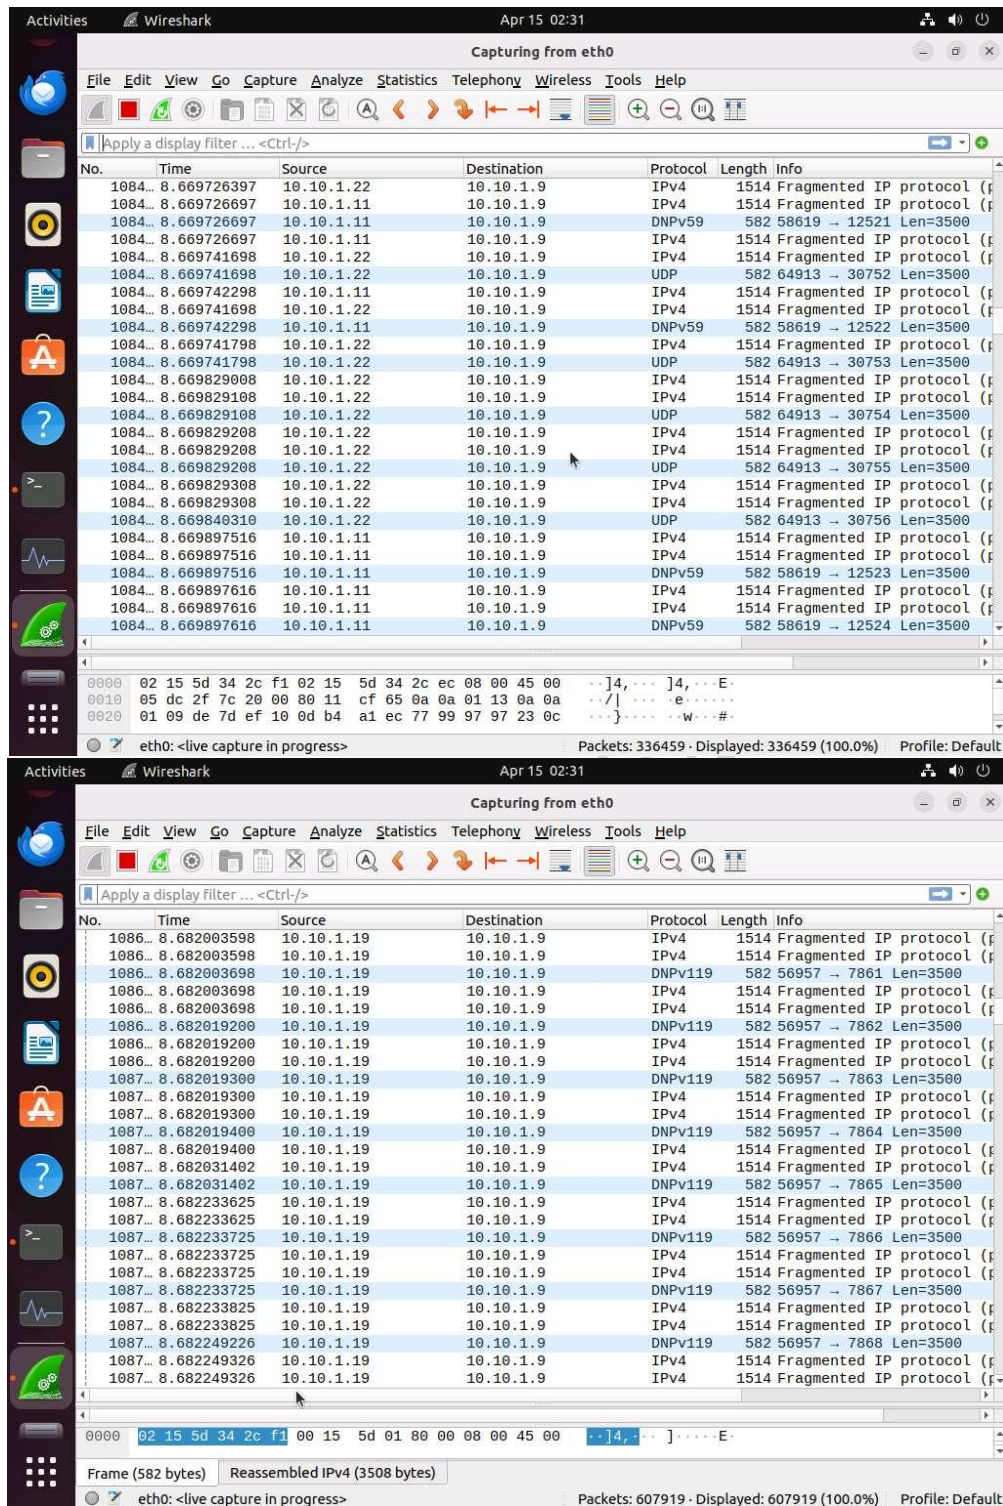 Activities Wireshark Apr 15 02:31
Capturing from eth0
File Edit View Go Capture Analyze Statistics Telephony Wireless Tools Help
Apply a display filter ... <Ctrl-/>
No. Time Source Destination Protocol Length Info
1084… 8.669726397 10.10.1.22 10.10.1.9 IPv4 1514 Fragmented IP protocol (p
1084… 8.669726697 10.10.1.11 10.10.1.9 IPv4 1514 Fragmented IP protocol (p
1084… 8.669726697 10.10.1.11 10.10.1.9 DNPv59 582 58619 → 12521 Len=3500
1084… 8.669726697 10.10.1.11 10.10.1.9 IPv4 1514 Fragmented IP protocol (p
1084… 8.669741698 10.10.1.22 10.10.1.9 IPv4 1514 Fragmented IP protocol (p
1084… 8.669741698 10.10.1.22 10.10.1.9 UDP 582 64913 → 30752 Len=3500
1084… 8.669742298 10.10.1.11 10.10.1.9 IPv4 1514 Fragmented IP protocol (p
1084… 8.669741698 10.10.1.22 10.10.1.9 IPv4 1514 Fragmented IP protocol (p
1084… 8.669742298 10.10.1.11 10.10.1.9 DNPv59 582 58619 → 12522 Len=3500
1084… 8.669741798 10.10.1.22 10.10.1.9 IPv4 1514 Fragmented IP protocol (p
1084… 8.669741798 10.10.1.22 10.10.1.9 UDP 582 64913 → 30753 Len=3500
1084… 8.669829008 10.10.1.22 10.10.1.9 IPv4 1514 Fragmented IP protocol (p
1084… 8.669829108 10.10.1.22 10.10.1.9 IPv4 1514 Fragmented IP protocol (p
1084… 8.669829108 10.10.1.22 10.10.1.9 UDP 582 64913 → 30754 Len=3500
1084… 8.669829208 10.10.1.22 10.10.1.9 IPv4 1514 Fragmented IP protocol (p
1084… 8.669829208 10.10.1.22 10.10.1.9 IPv4 1514 Fragmented IP protocol (p
1084… 8.669829208 10.10.1.22 10.10.1.9 UDP 582 64913 → 30755 Len=3500
1084… 8.669829308 10.10.1.22 10.10.1.9 IPv4 1514 Fragmented IP protocol (p
1084… 8.669829308 10.10.1.22 10.10.1.9 IPv4 1514 Fragmented IP protocol (p
1084… 8.669840310 10.10.1.22 10.10.1.9 UDP 582 64913 → 30756 Len=3500
1084… 8.669897516 10.10.1.11 10.10.1.9 IPv4 1514 Fragmented IP protocol (p
1084… 8.669897516 10.10.1.11 10.10.1.9 IPv4 1514 Fragmented IP protocol (p
1084… 8.669897516 10.10.1.11 10.10.1.9 DNPv59 582 58619 → 12523 Len=3500
1084… 8.669897616 10.10.1.11 10.10.1.9 IPv4 1514 Fragmented IP protocol (p
1084… 8.669897616 10.10.1.11 10.10.1.9 IPv4 1514 Fragmented IP protocol (p
1084… 8.669897616 10.10.1.11 10.10.1.9 DNPv59 582 58619 → 12524 Len=3500
0000 02 15 5d 34 2c f1 02 15 5d 34 2c ec 08 00 45 00 ··]4,··· ]4,···E·
0010 05 dc 2f 7c 20 00 80 11 cf 65 0a 0a 01 13 0a 0a ··/| ··· ·e······
0020 01 09 de 7d ef 10 0d b4 a1 ec 77 99 97 97 23 0c ···}···· ··w···#·
eth0: <live capture in progress> Packets: 336459 · Displayed: 336459 (100.0%) Profile: Default
Activities Wireshark Apr 15 02:31
Capturing from eth0
File Edit View Go Capture Analyze Statistics Telephony Wireless Tools Help
Apply a display filter ... <Ctrl-/>
No. Time Source Destination Protocol Length Info
1086… 8.682003598 10.10.1.19 10.10.1.9 IPv4 1514 Fragmented IP protocol (p
1086… 8.682003598 10.10.1.19 10.10.1.9 IPv4 1514 Fragmented IP protocol (p
1086… 8.682003698 10.10.1.19 10.10.1.9 DNPv119 582 56957 → 7861 Len=3500
1086… 8.682003698 10.10.1.19 10.10.1.9 IPv4 1514 Fragmented IP protocol (p
1086… 8.682003698 10.10.1.19 10.10.1.9 IPv4 1514 Fragmented IP protocol (p
1086… 8.682019200 10.10.1.19 10.10.1.9 DNPv119 582 56957 → 7862 Len=3500
1086… 8.682019200 10.10.1.19 10.10.1.9 IPv4 1514 Fragmented IP protocol (p
1086… 8.682019200 10.10.1.19 10.10.1.9 IPv4 1514 Fragmented IP protocol (p
1087… 8.682019300 10.10.1.19 10.10.1.9 DNPv119 582 56957 → 7863 Len=3500
1087… 8.682019300 10.10.1.19 10.10.1.9 IPv4 1514 Fragmented IP protocol (p
1087… 8.682019300 10.10.1.19 10.10.1.9 IPv4 1514 Fragmented IP protocol (p
1087… 8.682019400 10.10.1.19 10.10.1.9 DNPv119 582 56957 → 7864 Len=3500
1087… 8.682019400 10.10.1.19 10.10.1.9 IPv4 1514 Fragmented IP protocol (p
1087… 8.682031402 10.10.1.19 10.10.1.9 IPv4 1514 Fragmented IP protocol (p
1087… 8.682031402 10.10.1.19 10.10.1.9 DNPv119 582 56957 → 7865 Len=3500
1087… 8.682233625 10.10.1.19 10.10.1.9 IPv4 1514 Fragmented IP protocol (p
1087… 8.682233625 10.10.1.19 10.10.1.9 IPv4 1514 Fragmented IP protocol (p
1087… 8.682233725 10.10.1.19 10.10.1.9 DNPv119 582 56957 → 7866 Len=3500
1087… 8.682233725 10.10.1.19 10.10.1.9 IPv4 1514 Fragmented IP protocol (p
1087… 8.682233725 10.10.1.19 10.10.1.9 IPv4 1514 Fragmented IP protocol (p
1087… 8.682233725 10.10.1.19 10.10.1.9 DNPv119 582 56957 → 7867 Len=3500
1087… 8.682233825 10.10.1.19 10.10.1.9 IPv4 1514 Fragmented IP protocol (p
1087… 8.682233825 10.10.1.19 10.10.1.9 IPv4 1514 Fragmented IP protocol (p
1087… 8.682249226 10.10.1.19 10.10.1.9 DNPv119 582 56957 → 7868 Len=3500
1087… 8.682249326 10.10.1.19 10.10.1.9 IPv4 1514 Fragmented IP protocol (p
1087… 8.682249326 10.10.1.19 10.10.1.9 IPv4 1514 Fragmented IP protocol (p
0000 02 15 5d 34 2c f1 00 15 5d 01 80 00 08 00 45 00 ··]4,··· ]·····E·
Frame (582 bytes) Reassembled IPv4 (3508 bytes)
eth0: <live capture in progress> Packets: 607919 · Displayed: 607919 (100.0%) Profile: Default